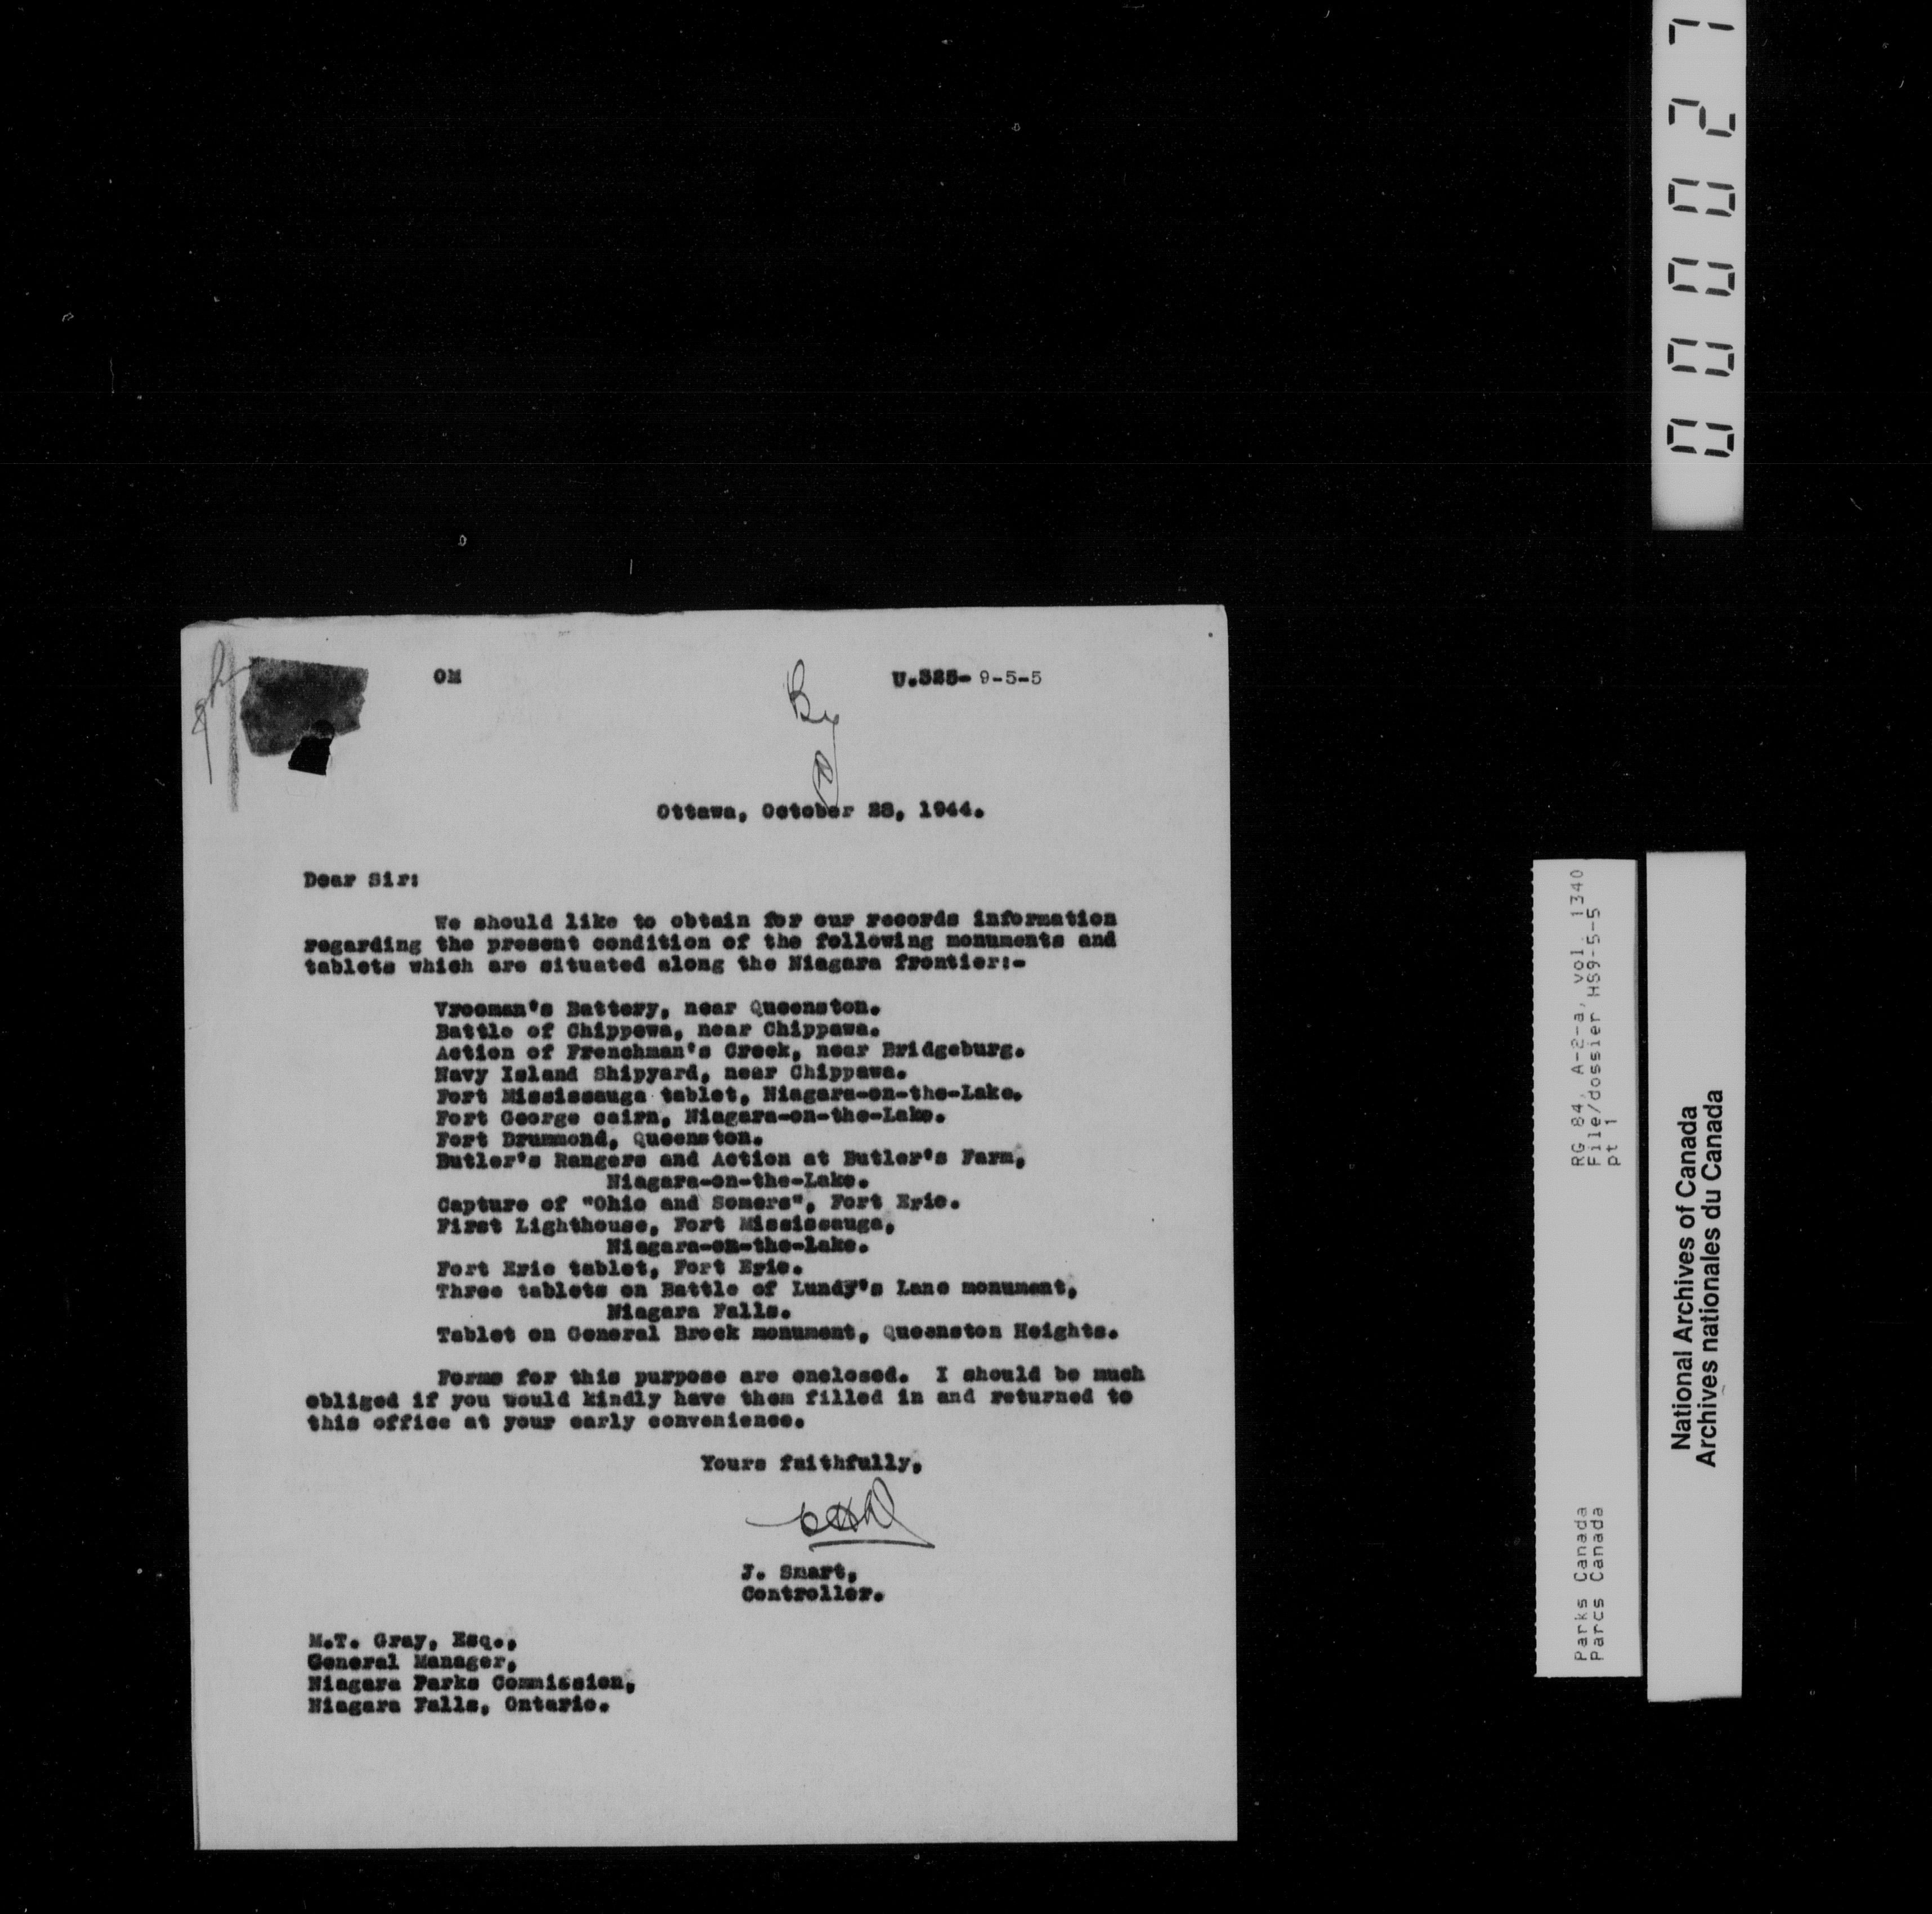 OM
U.325- 9-5-5
By
Ottawa, October 28, 1944.
Dear Sir:
We should like to obtain for our records information
regarding the present condition of the following monuments and
tablets which are situated along the Niagara frontier:-
Vrooman's Battery, near Queenston.
Battle of Chippewa, near Chippawa.
Action of Frenchman's Creek, near Bridgeburg.
Navy Island Shipyard, near Chippawa.
Fort Mississauga tablet, Niagara-on-the-Lake.
Fort George cairn, Niagara-on-the-Lake.
Fort Drummond, Queenston.
Butler's Rangers and Action at Butler's Farm,
Niagara-on-the-Lake.
Capture of "Ohio and Somers", Fort Erie.
First Lighthouse, Fort Mississauga,
Niagara-on-the-Lake.
Fort Erie tablet, Fort Erie.
Three tablets on Battle of Lundy's Lane monument,
Niagara Falls.
Tablet on General Brock monument, Queenston Heights.
Forms for this purpose are enclosed. I should be much
obliged if you would kindly have them filled in and returned to
this office at your early convenience.
Yours faithfully,
J. Smart,
Controller.
M.T. Gray, Esq.,
General Manager,
Niagara Parks Commission,
Niagara Falls, Ontario.
000027
RG 84, A-2-a, vol. 1340
File/dossier HS9-5-5
pt 1
Parks Canada
Parcs Canada
National Archives of Canada
Archives nationales du Canada